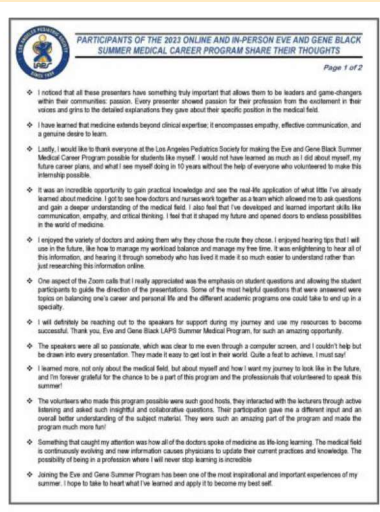 LOS ANGELES PEDIATRIC SOCIETY
LAPS
SINCE 1934
PARTICIPANTS OF THE 2023 ONLINE AND IN-PERSON EVE AND GENE BLACK
SUMMER MEDICAL CAREER PROGRAM SHARE THEIR THOUGHTS
Page 1 of 2
❖ I noticed that all these presenters have something truly important that allows them to be leaders and game-changers
within their communities: passion. Every presenter showed passion for their profession from the excitement in their
voices and grins to the detailed explanations they gave about their specific position in the medical field.
❖ I have learned that medicine extends beyond clinical expertise; it encompasses empathy, effective communication, and
a genuine desire to learn.
❖ Lastly, I would like to thank everyone at the Los Angeles Pediatrics Society for making the Eve and Gene Black Summer
Medical Career Program possible for students like myself. I would not have learned as much as I did about myself, my
future career plans, and what I see myself doing in 10 years without the help of everyone who volunteered to make this
internship possible.
❖ It was an incredible opportunity to gain practical knowledge and see the real-life application of what little I've already
learned about medicine. I got to see how doctors and nurses work together as a team which allowed me to ask questions
and gain a deeper understanding of the medical field. I also feel that I've developed and learned important skills like
communication, empathy, and critical thinking. I feel that it shaped my future and opened doors to endless possibilities
in the world of medicine.
❖ I enjoyed the variety of doctors and asking them why they chose the route they chose. I enjoyed hearing tips that I will
use in the future, like how to manage my workload balance and manage my free time. It was enlightening to hear all of
this information, and hearing it through somebody who has lived it made it so much easier to understand rather than
just researching this information online.
❖ One aspect of the Zoom calls that I really appreciated was the emphasis on student questions and allowing the student
participants to guide the direction of the presentations. Some of the most helpful questions that were answered were
topics on balancing one's career and personal life and the different academic programs one could take to end up in a
specialty.
❖ I will definitely be reaching out to the speakers for support during my journey and use my resources to become
successful. Thank you, Eve and Gene Black LAPS Summer Medical Program, for such an amazing opportunity.
❖ The speakers were all so passionate, which was clear to me even through a computer screen, and I couldn't help but
be drawn into every presentation. They made it easy to get lost in their world. Quite a feat to achieve, I must say!
❖ I learned more, not only about the medical field, but about myself and how I want my journey to look like in the future,
and I'm forever grateful for the chance to be a part of this program and the professionals that volunteered to speak this
summer!
❖ The volunteers who made this program possible were such good hosts, they interacted with the lecturers through active
listening and asked such insightful and collaborative questions. Their participation gave me a different input and an
overall better understanding of the subject material. They were such an amazing part of the program and made the
program much more fun!
❖ Something that caught my attention was how all of the doctors spoke of medicine as life-long learning. The medical field
is continuously evolving and new information causes physicians to update their current practices and knowledge. The
possibility of being in a profession where I will never stop learning is incredible
❖ Joining the Eve and Gene Summer Program has been one of the most inspirational and important experiences of my
summer. I hope to take to heart what I've learned and apply it to become my best self.